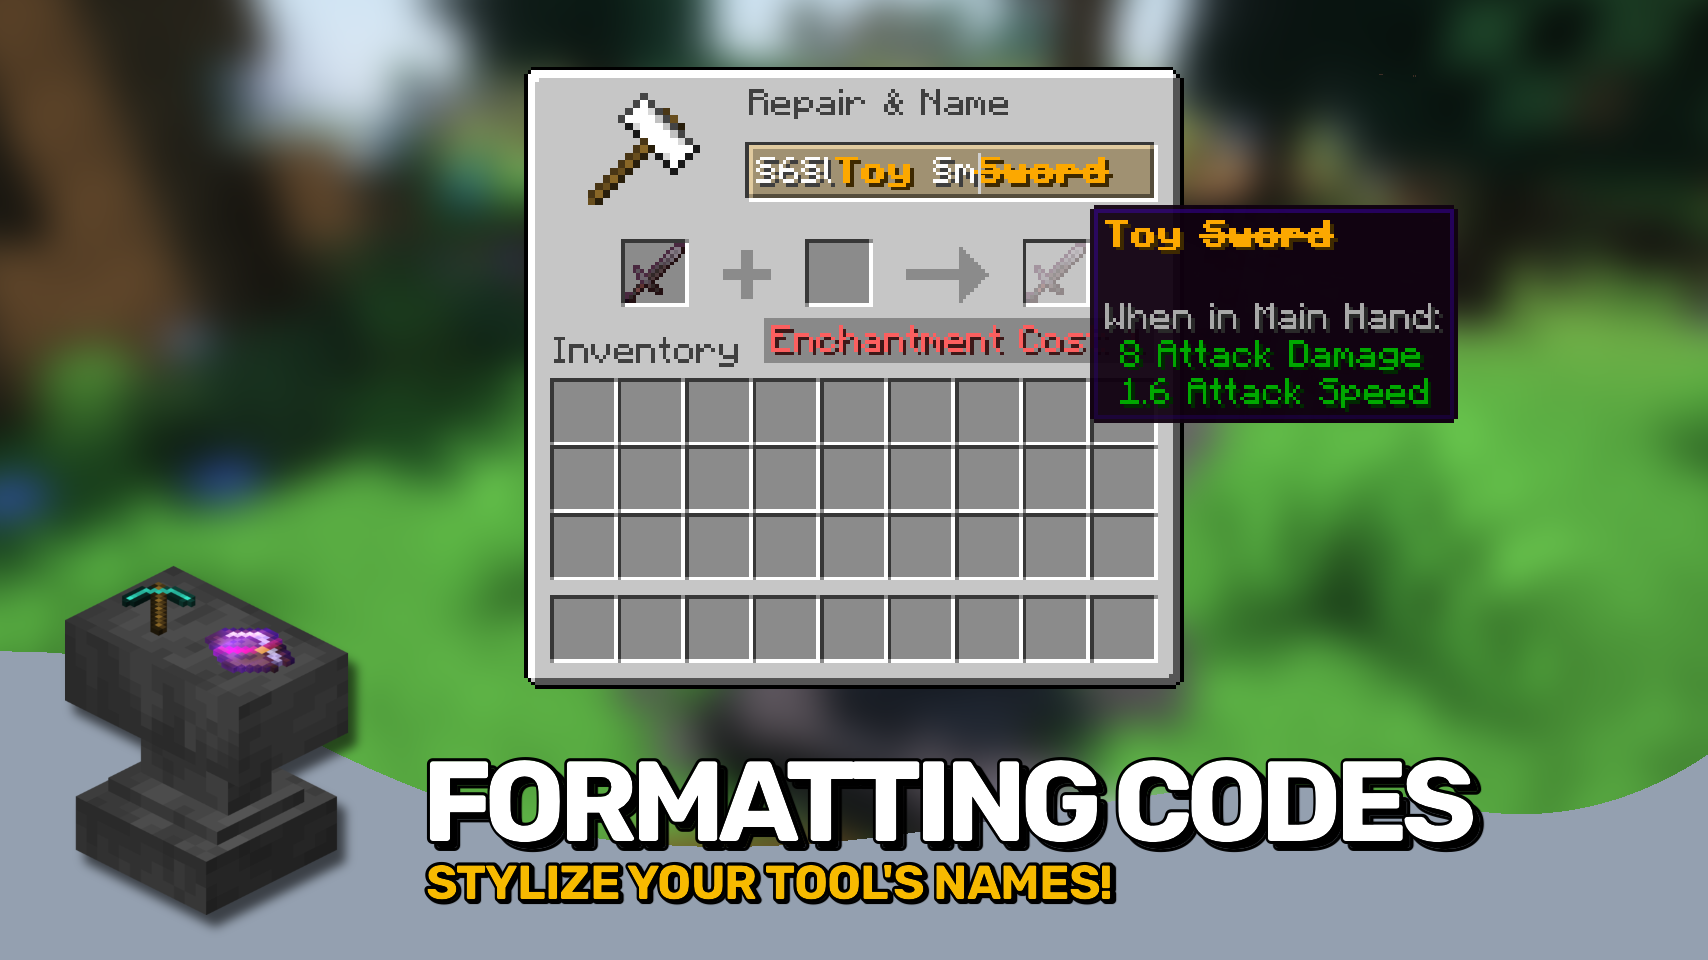 Repair & Name
§6§lToy §mSword
Toy Sword
When in Main Hand:
8 Attack Damage
1.6 Attack Speed
Enchantment Cos
Inventory
FORMATTING CODES
STYLIZE YOUR TOOL'S NAMES!